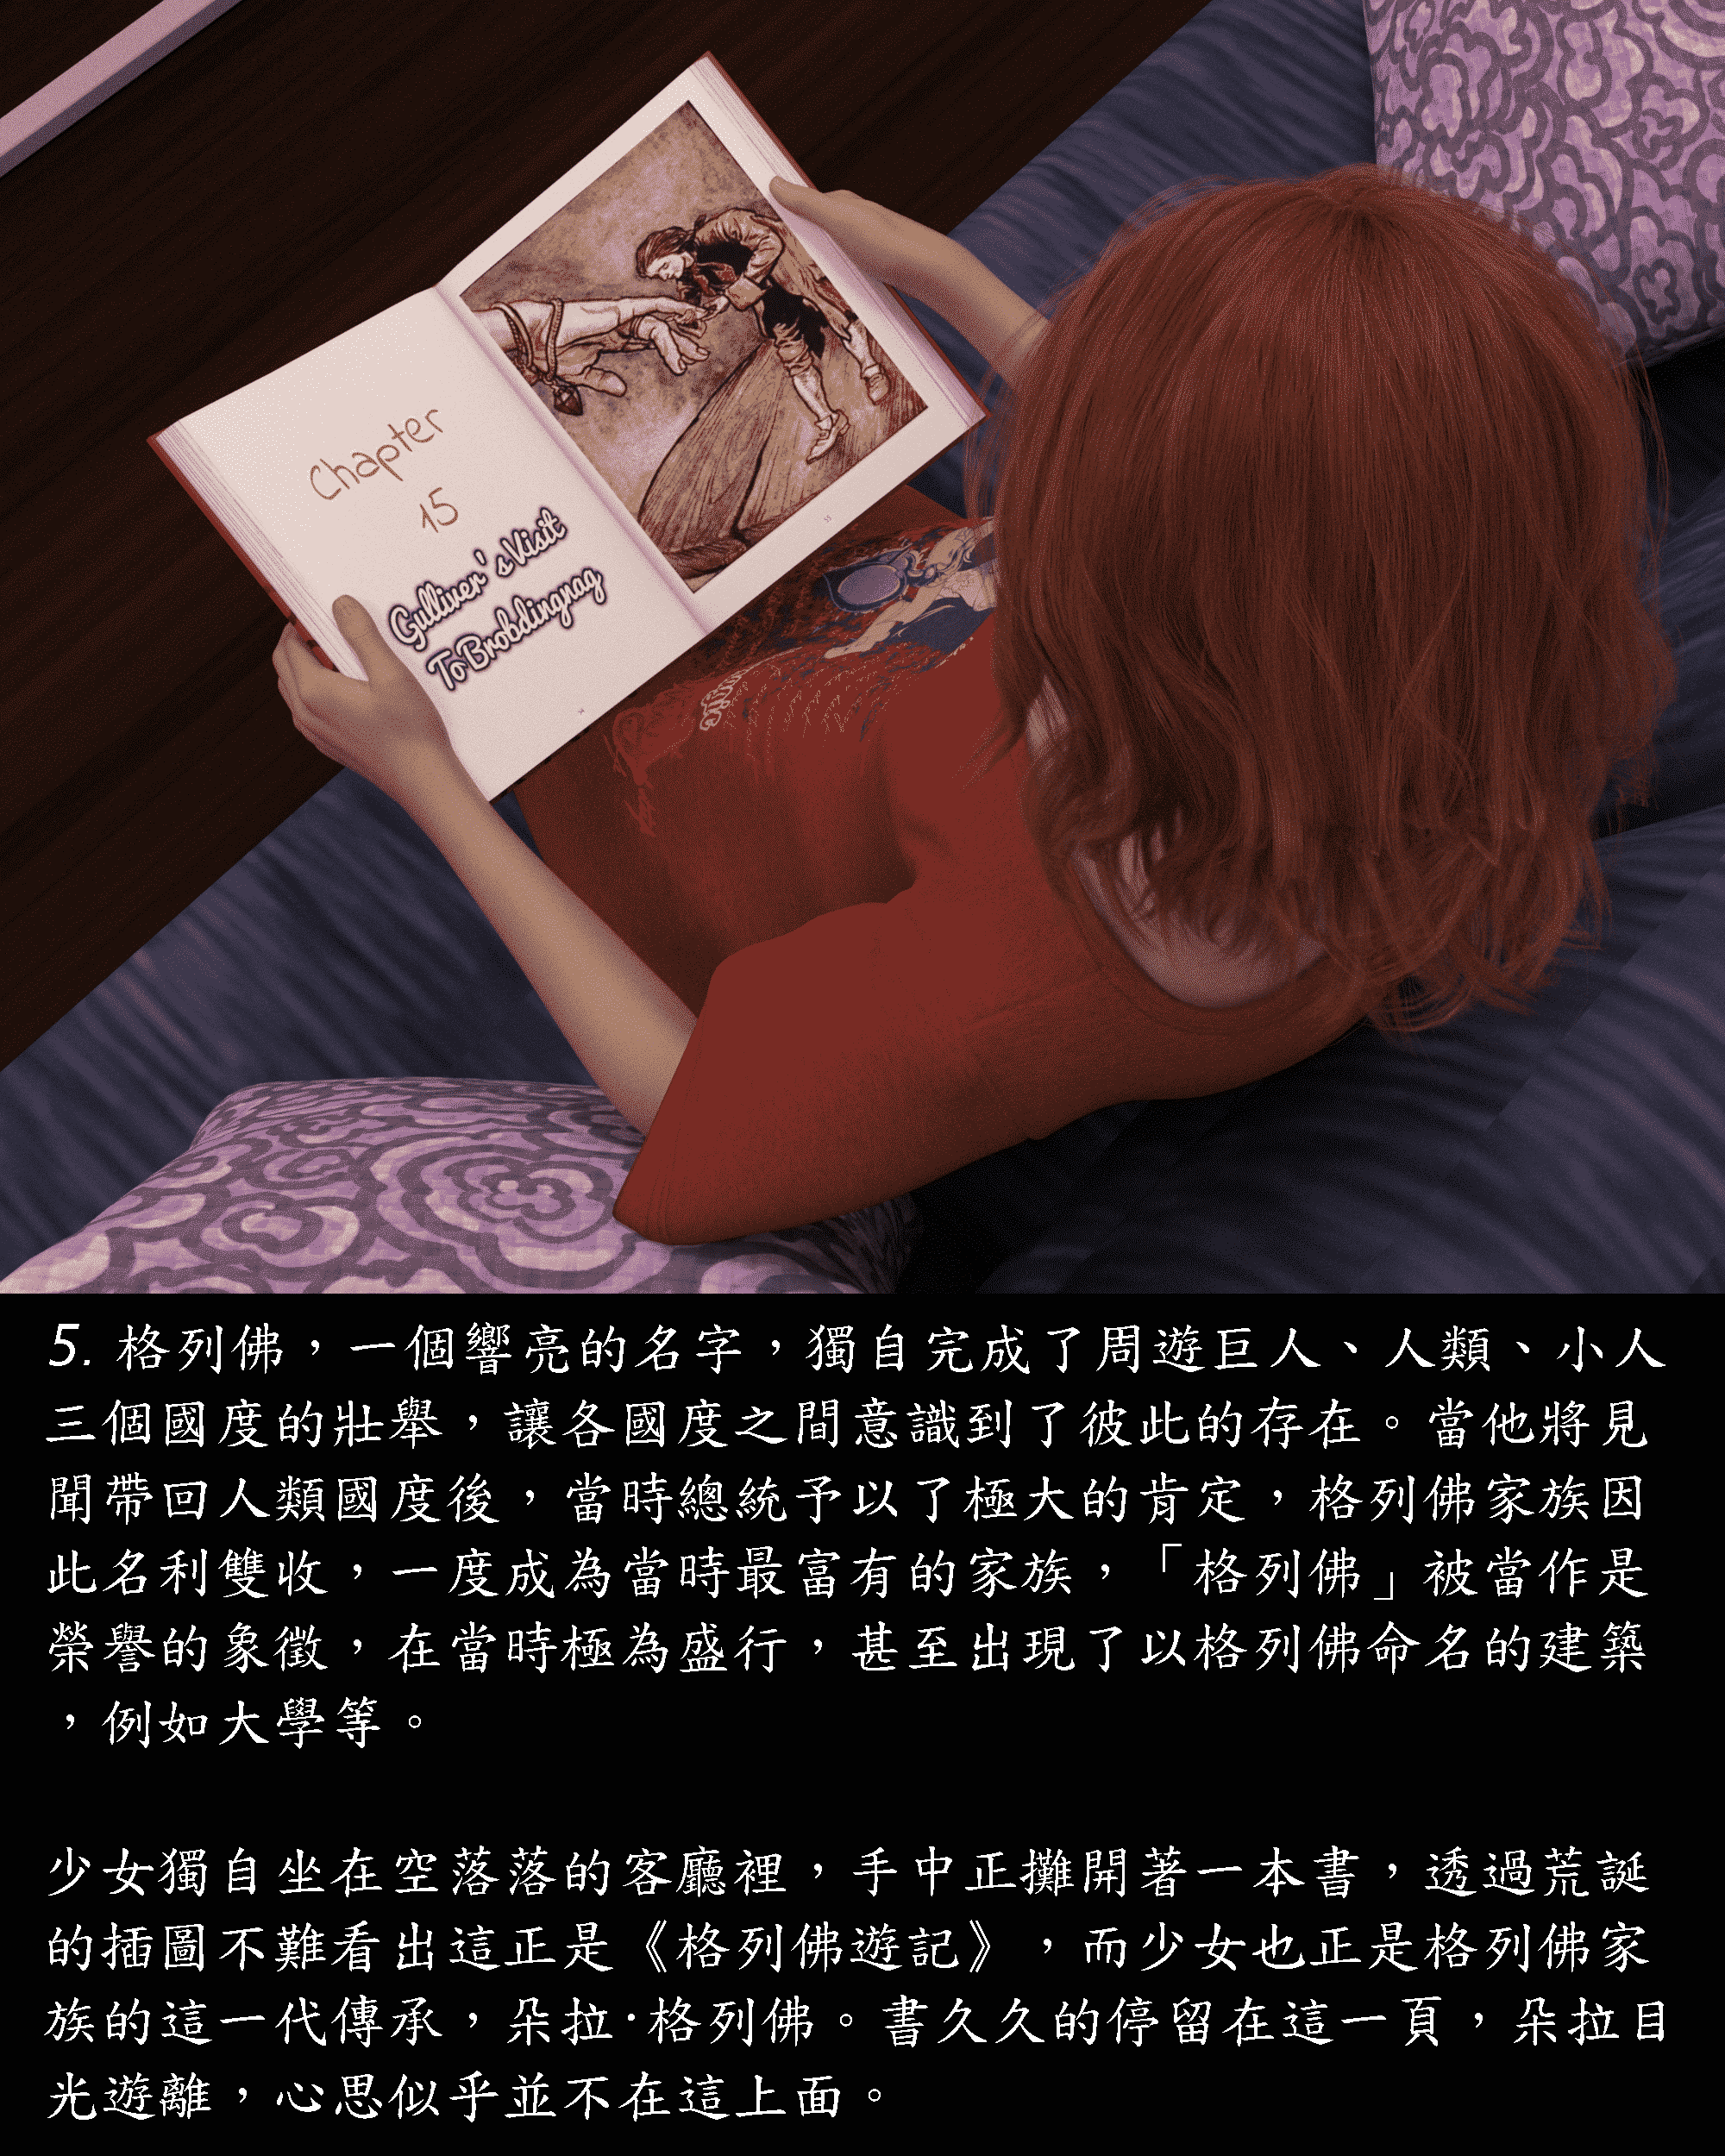 Chapter
15
Gulliver's Visit
To Brobdingnag
5. 格列佛，一個響亮的名字，獨自完成了周遊巨人、人類、小人
三個國度的壯舉，讓各國度之間意識到了彼此的存在。當他將見
聞帶回人類國度後，當時總統予以了極大的肯定，格列佛家族因
此名利雙收，一度成為當時最富有的家族，「格列佛」被當作是
榮譽的象徵，在當時極為盛行，甚至出現了以格列佛命名的建築
，例如大學等。
少女獨自坐在空落落的客廳裡，手中正攤開著一本書，透過荒誕
的插圖不難看出這正是《格列佛遊記》，而少女也正是格列佛家
族的這一代傳承，朵拉·格列佛。書久久的停留在這一頁，朵拉目
光遊離，心思似乎並不在這上面。